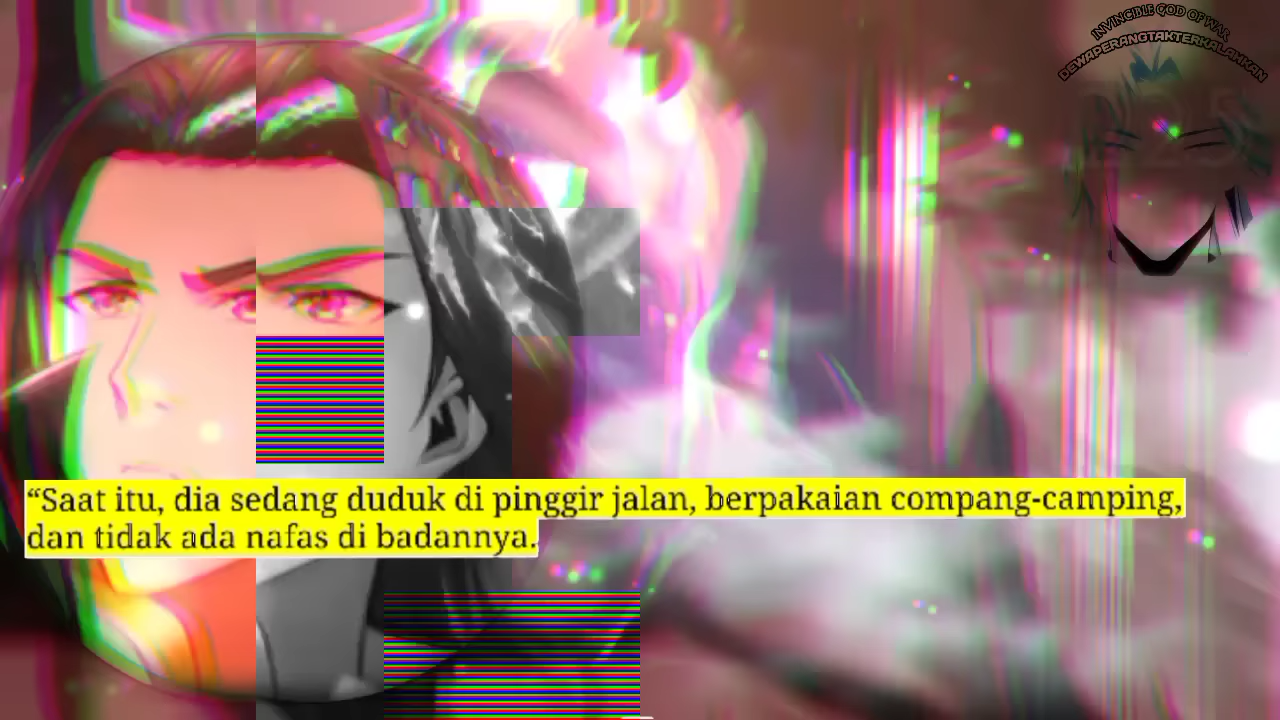 INVINCIBLE GOD OF WAR
DEWAPERANGTAKTERKALAHKAN
“Saat itu, dia sedang duduk di pinggir jalan, berpakaian compang-camping,
dan tidak ada nafas di badannya.